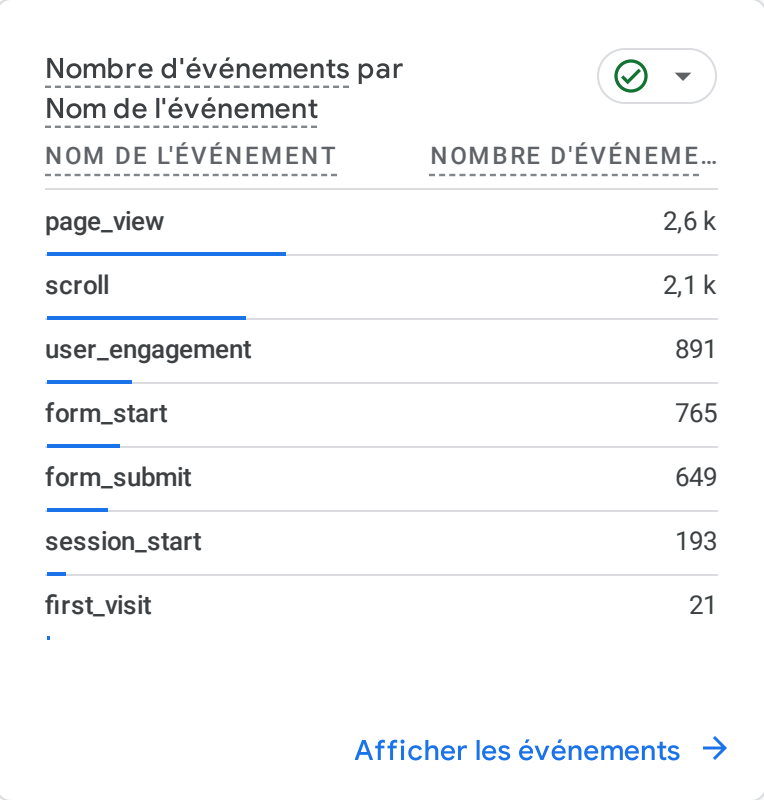 Nombre d'événements par
Nom de l'événement
NOM DE L'ÉVÉNEMENT NOMBRE D'ÉVÉNEME…
page_view 2,6 k
scroll 2,1 k
user_engagement 891
form_start 765
form_submit 649
session_start 193
first_visit 21
Afficher les événements